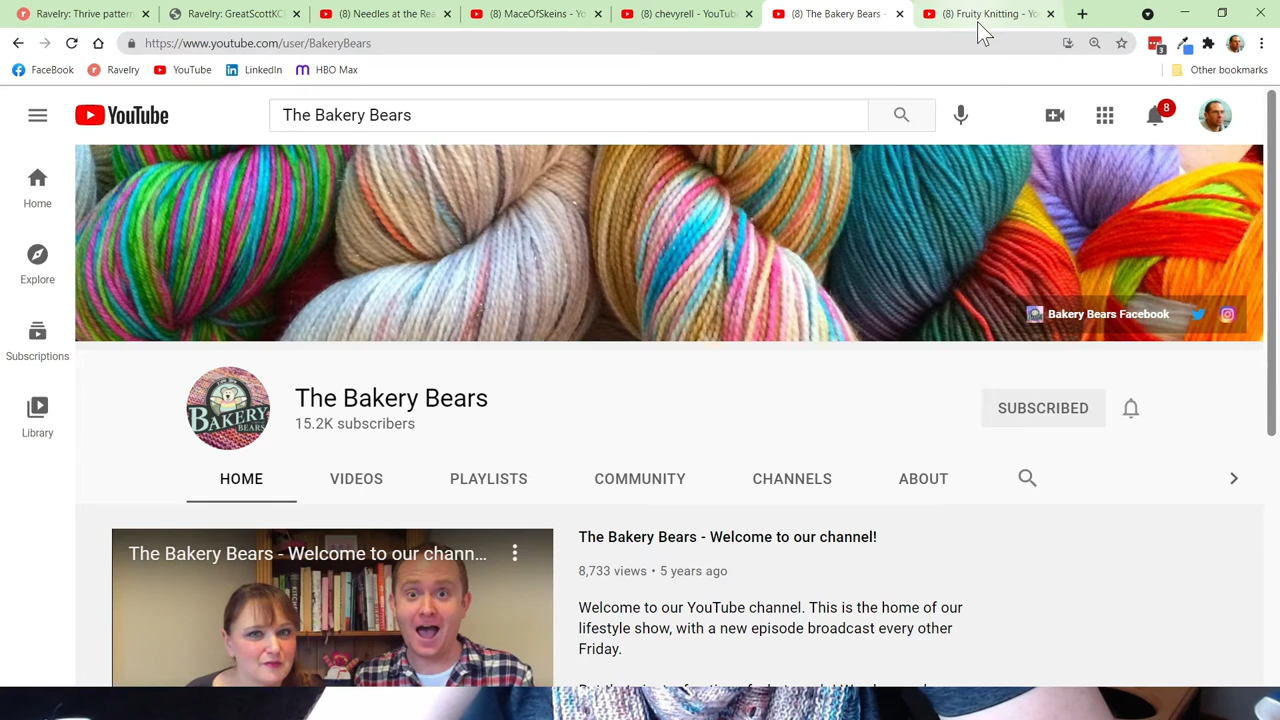 Ravelry: Thrive pattern
Ravelry: GreatScottKC
(8) Needles at the Rea
(8) MaceOfSkeins - Yo
(8) chevyrell - YouTube
(8) The Bakery Bears -
(8) Fruity Knitting - Yo
https://www.youtube.com/user/BakeryBears
3
FaceBook
Ravelry
YouTube
LinkedIn
HBO Max
Other bookmarks
YouTube
The Bakery Bears
8
Home
Explore
Subscriptions
Library
Bakery Bears Facebook
BAKERY
BEARS
The Bakery Bears
15.2K subscribers
SUBSCRIBED
HOME
VIDEOS
PLAYLISTS
COMMUNITY
CHANNELS
ABOUT
The Bakery Bears - Welcome to our chann...
The Bakery Bears - Welcome to our channel!
8,733 views • 5 years ago
Welcome to our YouTube channel. This is the home of our
lifestyle show, with a new episode broadcast every other
Friday.